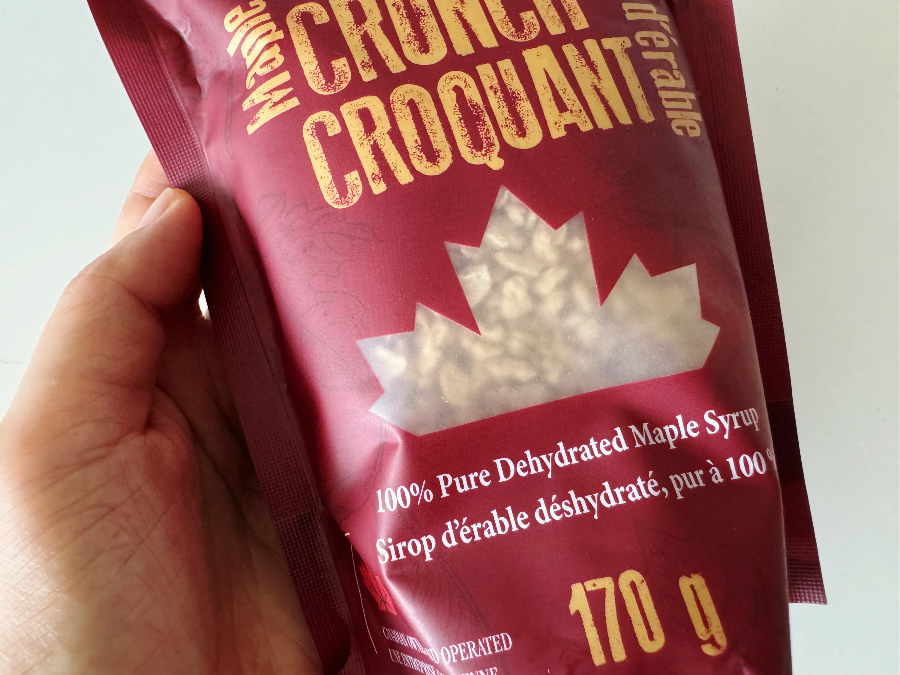 Maple
CRUNCH
d'érable
CROQUANT
100% Pure Dehydrated Maple Syrup
Sirop d'érable déshydraté, pur à 100
170 g
OPERATED